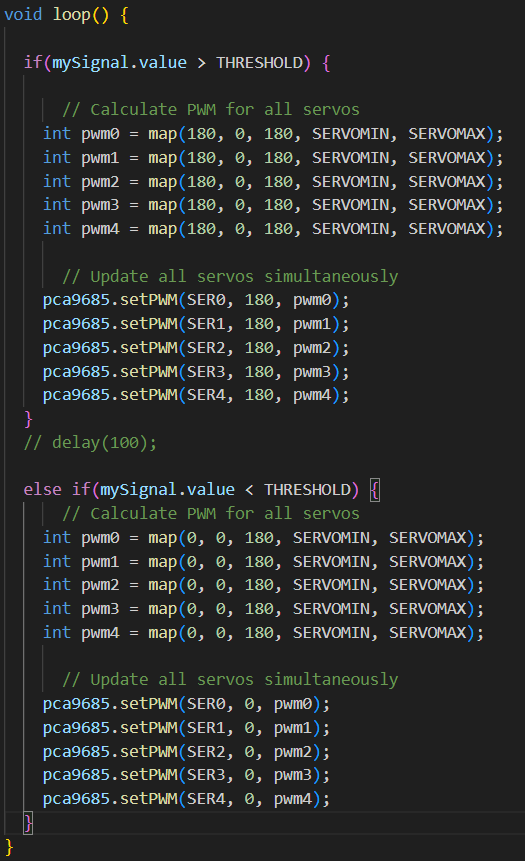 void loop() {
if(mySignal.value > THRESHOLD) {
// Calculate PWM for all servos
int pwm0 = map(180, 0, 180, SERVOMIN, SERVOMAX);
int pwm1 = map(180, 0, 180, SERVOMIN, SERVOMAX);
int pwm2 = map(180, 0, 180, SERVOMIN, SERVOMAX);
int pwm3 = map(180, 0, 180, SERVOMIN, SERVOMAX);
int pwm4 = map(180, 0, 180, SERVOMIN, SERVOMAX);
// Update all servos simultaneously
pca9685.setPWM(SER0, 180, pwm0);
pca9685.setPWM(SER1, 180, pwm1);
pca9685.setPWM(SER2, 180, pwm2);
pca9685.setPWM(SER3, 180, pwm3);
pca9685.setPWM(SER4, 180, pwm4);
}
// delay(100);
else if(mySignal.value < THRESHOLD) {
// Calculate PWM for all servos
int pwm0 = map(0, 0, 180, SERVOMIN, SERVOMAX);
int pwm1 = map(0, 0, 180, SERVOMIN, SERVOMAX);
int pwm2 = map(0, 0, 180, SERVOMIN, SERVOMAX);
int pwm3 = map(0, 0, 180, SERVOMIN, SERVOMAX);
int pwm4 = map(0, 0, 180, SERVOMIN, SERVOMAX);
// Update all servos simultaneously
pca9685.setPWM(SER0, 0, pwm0);
pca9685.setPWM(SER1, 0, pwm1);
pca9685.setPWM(SER2, 0, pwm2);
pca9685.setPWM(SER3, 0, pwm3);
pca9685.setPWM(SER4, 0, pwm4);
}
}